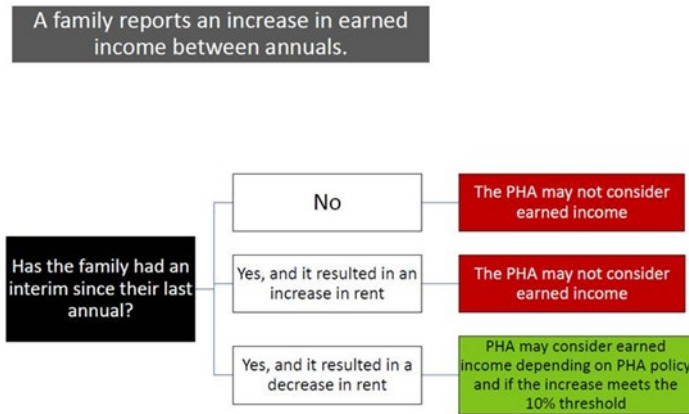 A family reports an increase in earned
income between annuals.
No
The PHA may not consider
earned income
Has the family had an
interim since their last
annual?
Yes, and it resulted in an
increase in rent
The PHA may not consider
earned income
Yes, and it resulted in a
decrease in rent
PHA may consider earned
income depending on PHA policy
and if the increase meets the
10% threshold